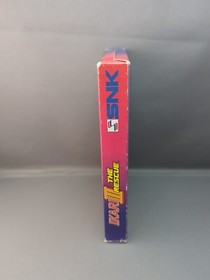 SNK
IKARI III
THE
RESCUE